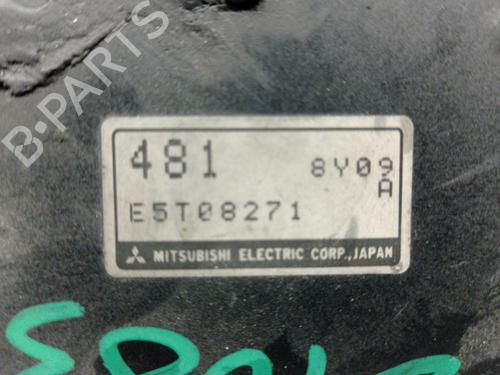 B-PARTS
481 8Y09
A
E5T08271
MITSUBISHI ELECTRIC CORP., JAPAN